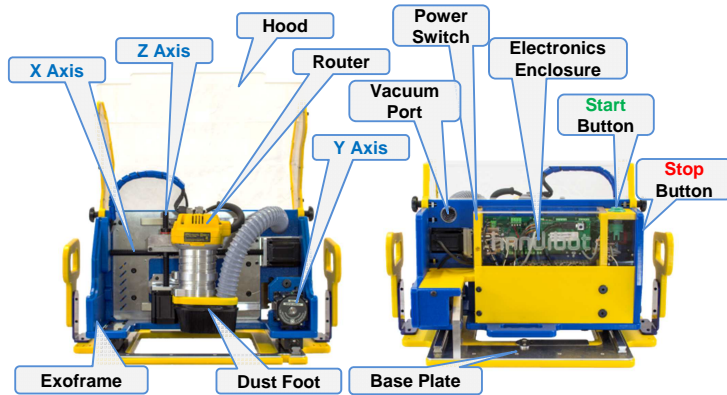 Hood
Z Axis
X Axis
Router
Y Axis
Exoframe
Dust Foot
Power
Switch
Electronics
Enclosure
Vacuum
Port
Start
Button
Stop
Button
handibot
Base Plate